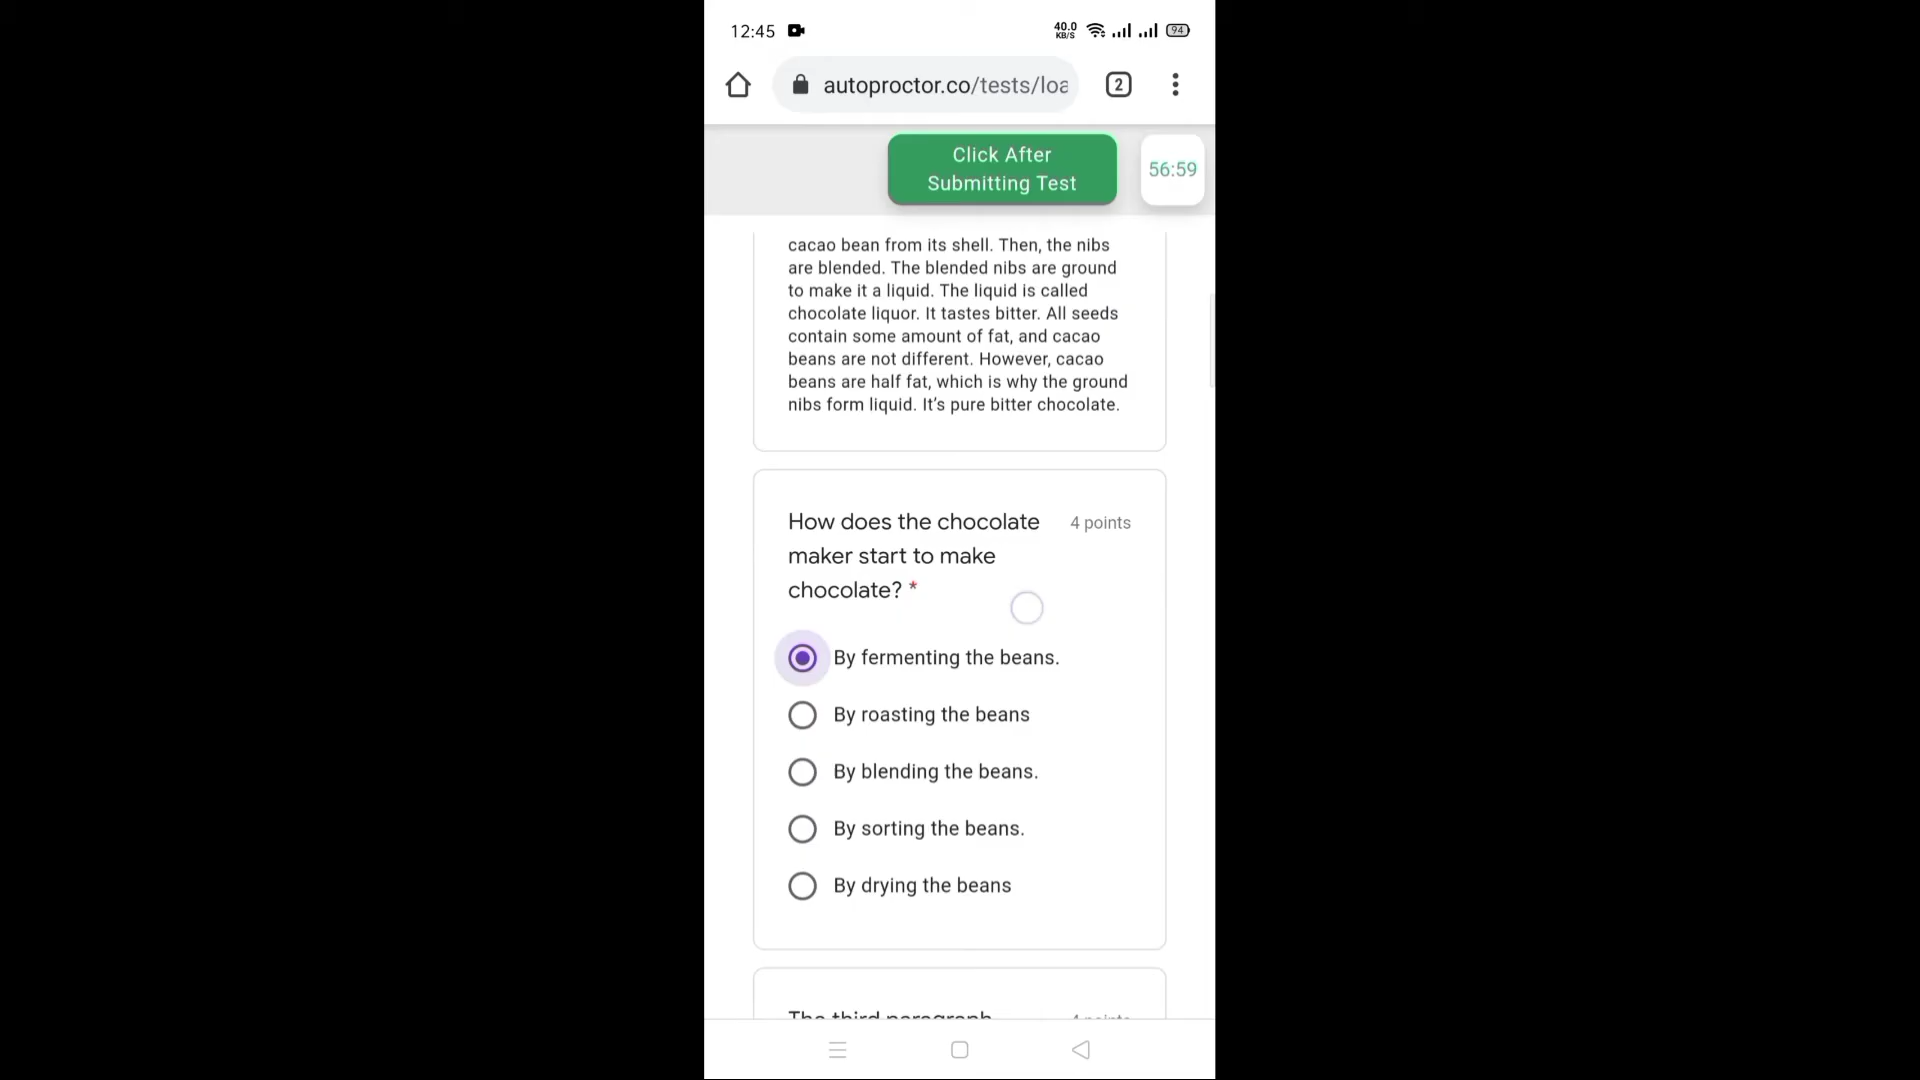 12:45
40.0
KB/S
94
autoproctor.co/tests/loa
2
Click After
Submitting Test
56:59
cacao bean from its shell. Then, the nibs
are blended. The blended nibs are ground
to make it a liquid. The liquid is called
chocolate liquor. It tastes bitter. All seeds
contain some amount of fat, and cacao
beans are not different. However, cacao
beans are half fat, which is why the ground
nibs form liquid. It’s pure bitter chocolate.
How does the chocolate
4 points
maker start to make
chocolate? *
By fermenting the beans.
By roasting the beans
By blending the beans.
By sorting the beans.
By drying the beans
The third paragraph
4 points